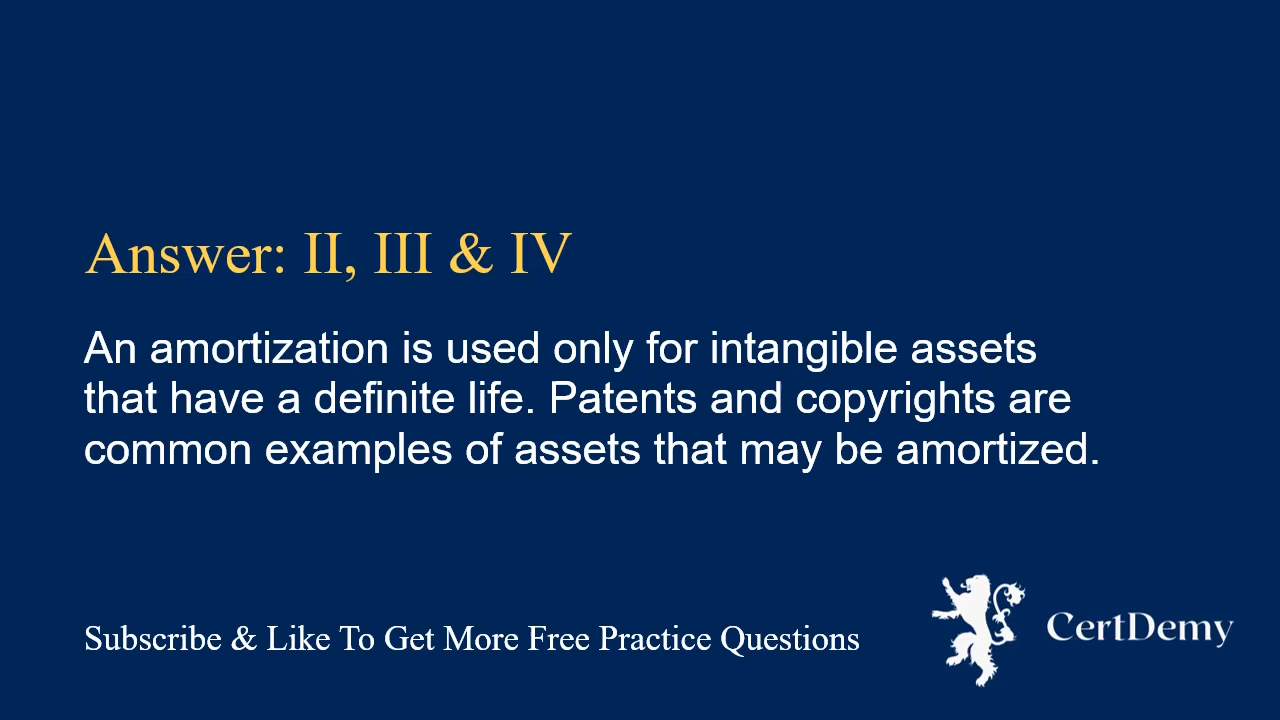 Answer: II, III & IV
An amortization is used only for intangible assets
that have a definite life. Patents and copyrights are
common examples of assets that may be amortized.
Subscribe & Like To Get More Free Practice Questions
CertDemy